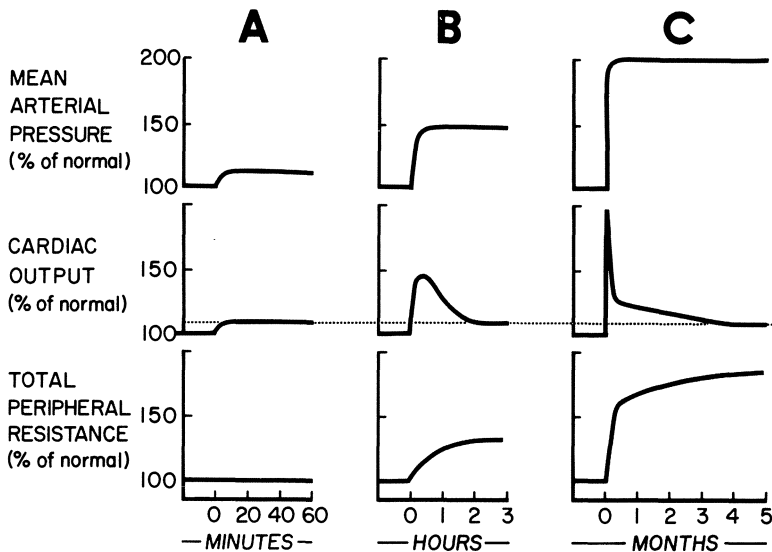 A B C
MEAN
ARTERIAL
PRESSURE
(% of normal)
200
150
100
CARDIAC
OUTPUT
(% of normal)
150
100
TOTAL
PERIPHERAL
RESISTANCE
(% of normal)
150
100
0 20 40 60 0 1 2 3 0 1 2 3 4 5
MINUTES HOURS MONTHS